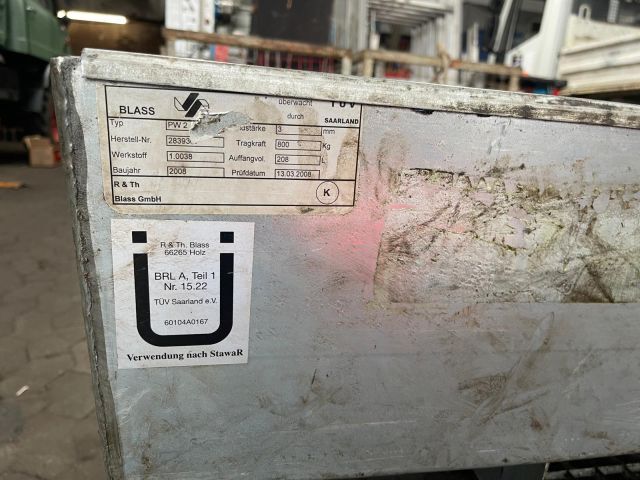 BLASS überwacht TÜV
durch SAARLAND
Typ PW 2 3 mm
Herstell-Nr. Tragkraft 800 Kg
Werkstoff 1.0038 Auffangvol. 208 L
Baujahr 2008 Prüfdatum 13.03.2008
R & Th
Blass GmbH K
R & Th. Blass
66265 Holz
BRL A, Teil 1
Nr. 15.22
TÜV Saarland e.V.
60104A0167
Verwendung nach StawaR